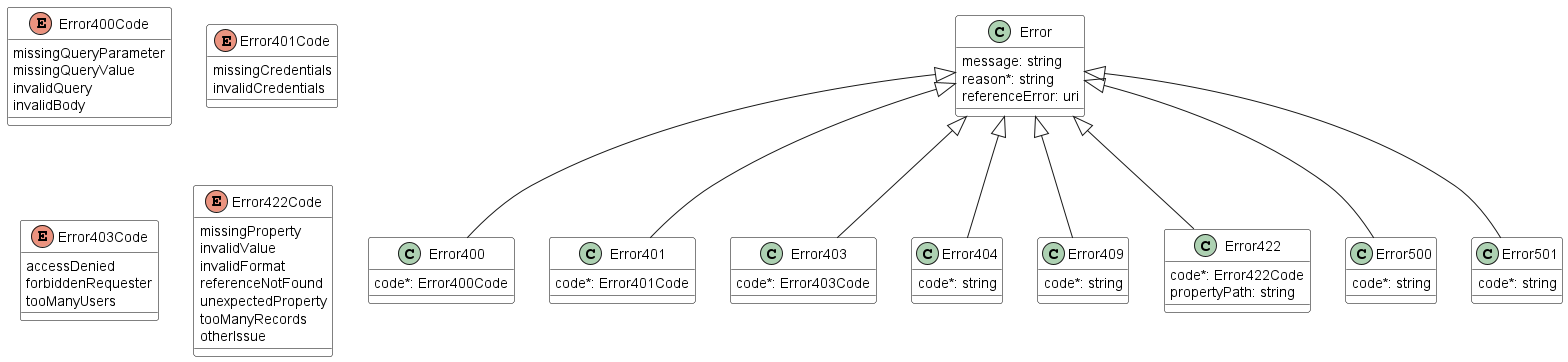 E Error400Code
missingQueryParameter
missingQueryValue
invalidQuery
invalidBody
E Error401Code
missingCredentials
invalidCredentials
C Error
message: string
reason*: string
referenceError: uri
E Error403Code
accessDenied
forbiddenRequester
tooManyUsers
E Error422Code
missingProperty
invalidValue
invalidFormat
referenceNotFound
unexpectedProperty
tooManyRecords
otherIssue
C Error400
code*: Error400Code
C Error401
code*: Error401Code
C Error403
code*: Error403Code
C Error404
code*: string
C Error409
code*: string
C Error422
code*: Error422Code
propertyPath: string
C Error500
code*: string
C Error501
code*: string